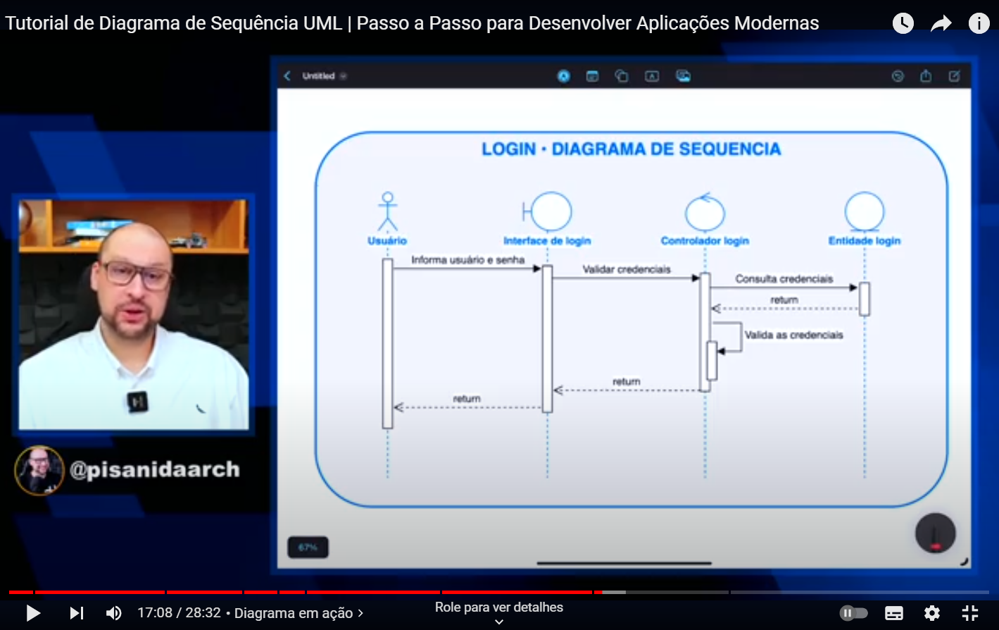 Tutorial de Diagrama de Sequência UML | Passo a Passo para Desenvolver Aplicações Modernas
Untitled
LOGIN • DIAGRAMA DE SEQUENCIA
Usuário
Interface de login
Controlador login
Entidade login
Informa usuário e senha
Validar credenciais
Consulta credenciais
return
Valida as credenciais
return
return
@pisanidaarch
67%
17:08 / 28:32 • Diagrama em ação
Role para ver detalhes